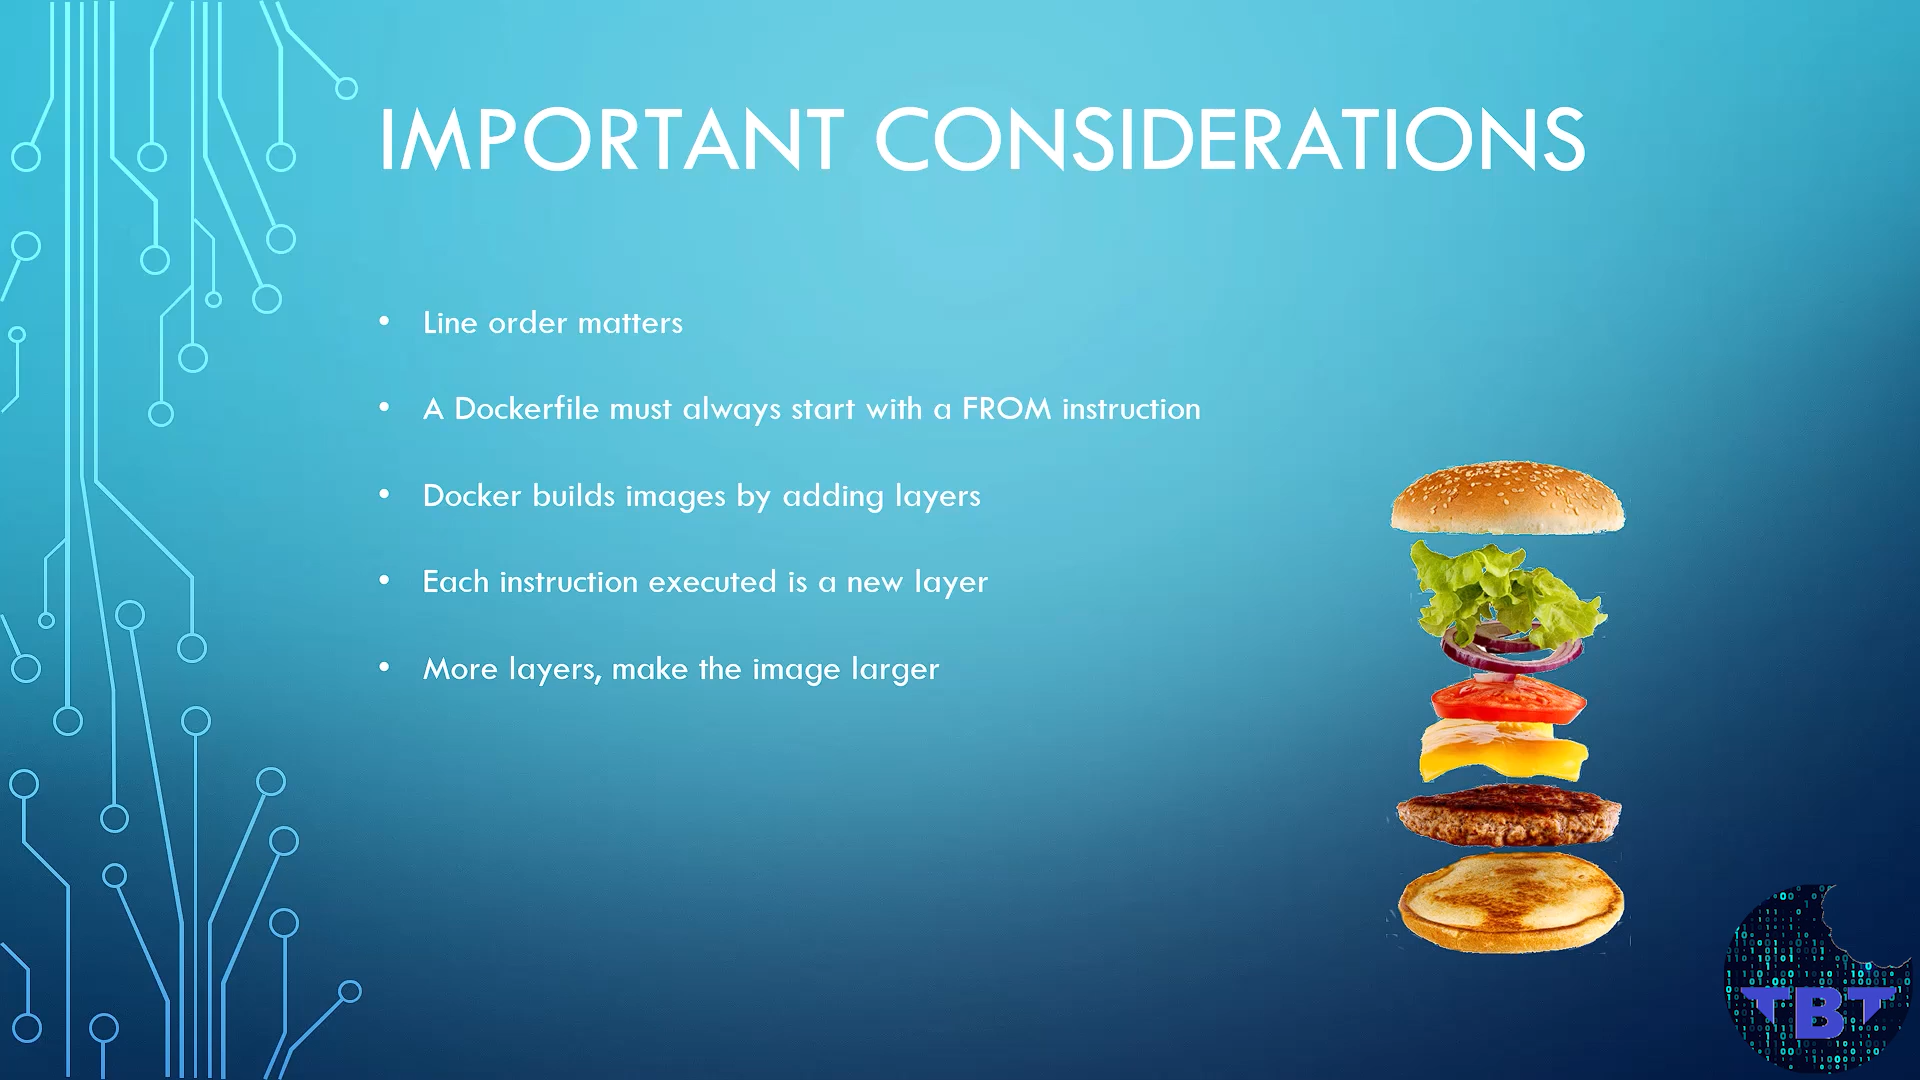 IMPORTANT CONSIDERATIONS
• Line order matters
• A Dockerfile must always start with a FROM instruction
• Docker builds images by adding layers
• Each instruction executed is a new layer
• More layers, make the image larger
TBT